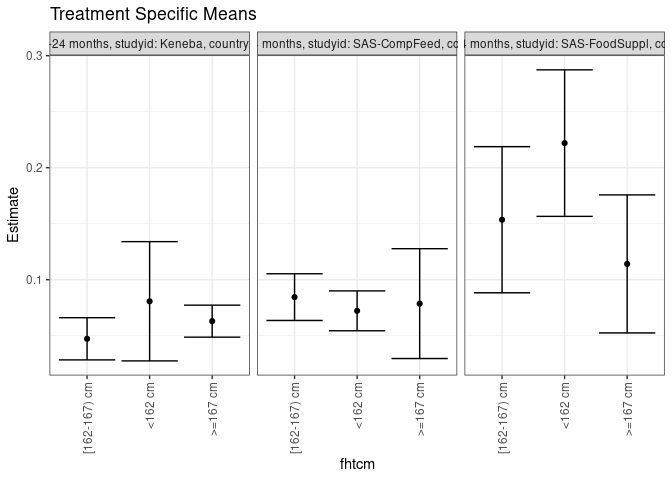 Treatment Specific Means
-24 months, studyid: Keneba, country
months, studyid: SAS-CompFeed, co
months, studyid: SAS-FoodSuppl, co
0.3
0.2
0.1
Estimate
[162-167) cm
<162 cm
>=167 cm
[162-167) cm
<162 cm
>=167 cm
[162-167) cm
<162 cm
>=167 cm
fhtcm